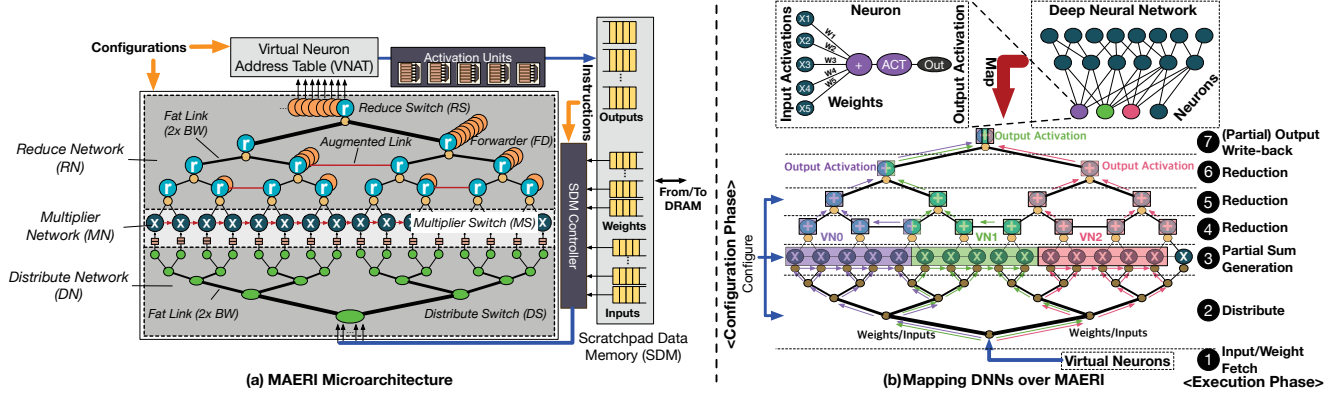 Configurations
Virtual Neuron
Address Table (VNAT)
Activation Units
Instructions
Outputs
Weights
Inputs
From/To
DRAM
SDM Controller
Scratchpad Data
Memory (SDM)
Reduce Switch (RS)
Fat Link
(2x BW)
Augmented Link
Forwarder (FD)
r
r r
r r r r
r r r r r r r r
Reduce Network
(RN)
Multiplier
Network (MN)
X X X X X X X X Multiplier Switch (MS) X
Distribute Network
(DN)
Fat Link (2x BW)
Distribute Switch (DS)
(a) MAERI Microarchitecture
Neuron
Input Activations
X1
X2
X3
X4
X5
W1
W2
W3
W4
W5
Weights
+
ACT
Out
Output Activation
Map
Deep Neural Network
Neurons
<Configuration Phase>
Configure
Output Activation
Output Activation
Output Activation
+ +
+ +
+ + + +
+ + + + + + +
VN0
VN1
VN2
X X X X X X X X X X X X X X X X
Weights/Inputs
Weights/Inputs
Virtual Neurons
7 (Partial) Output
Write-back
6 Reduction
5 Reduction
4 Reduction
3 Partial Sum
Generation
2 Distribute
1 Input/Weight
Fetch
<Execution Phase>
(b) Mapping DNNs over MAERI